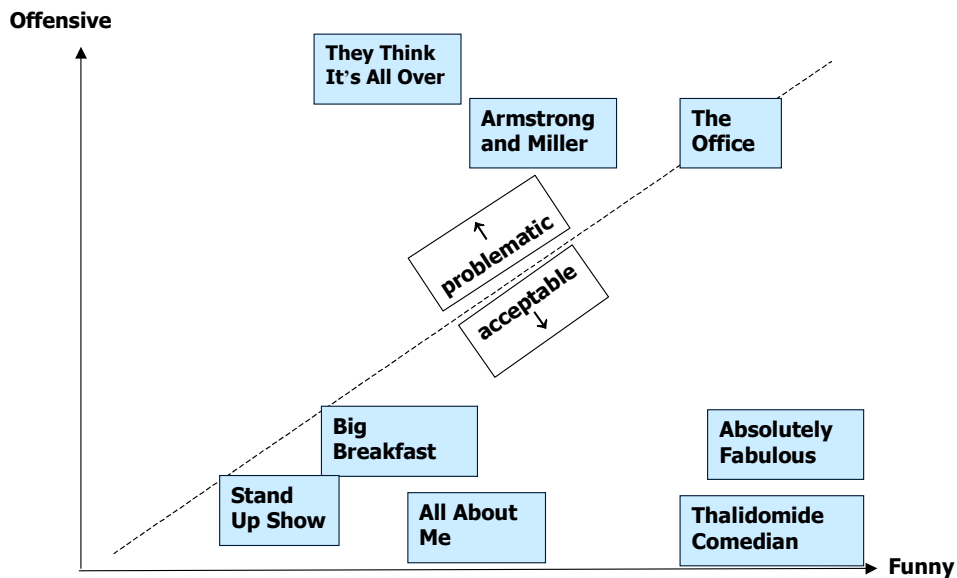 Offensive
They Think
It’s All Over
Armstrong
and Miller
The
Office
↑
problematic
acceptable
↓
Big
Breakfast
Absolutely
Fabulous
Stand
Up Show
All About
Me
Thalidomide
Comedian
Funny